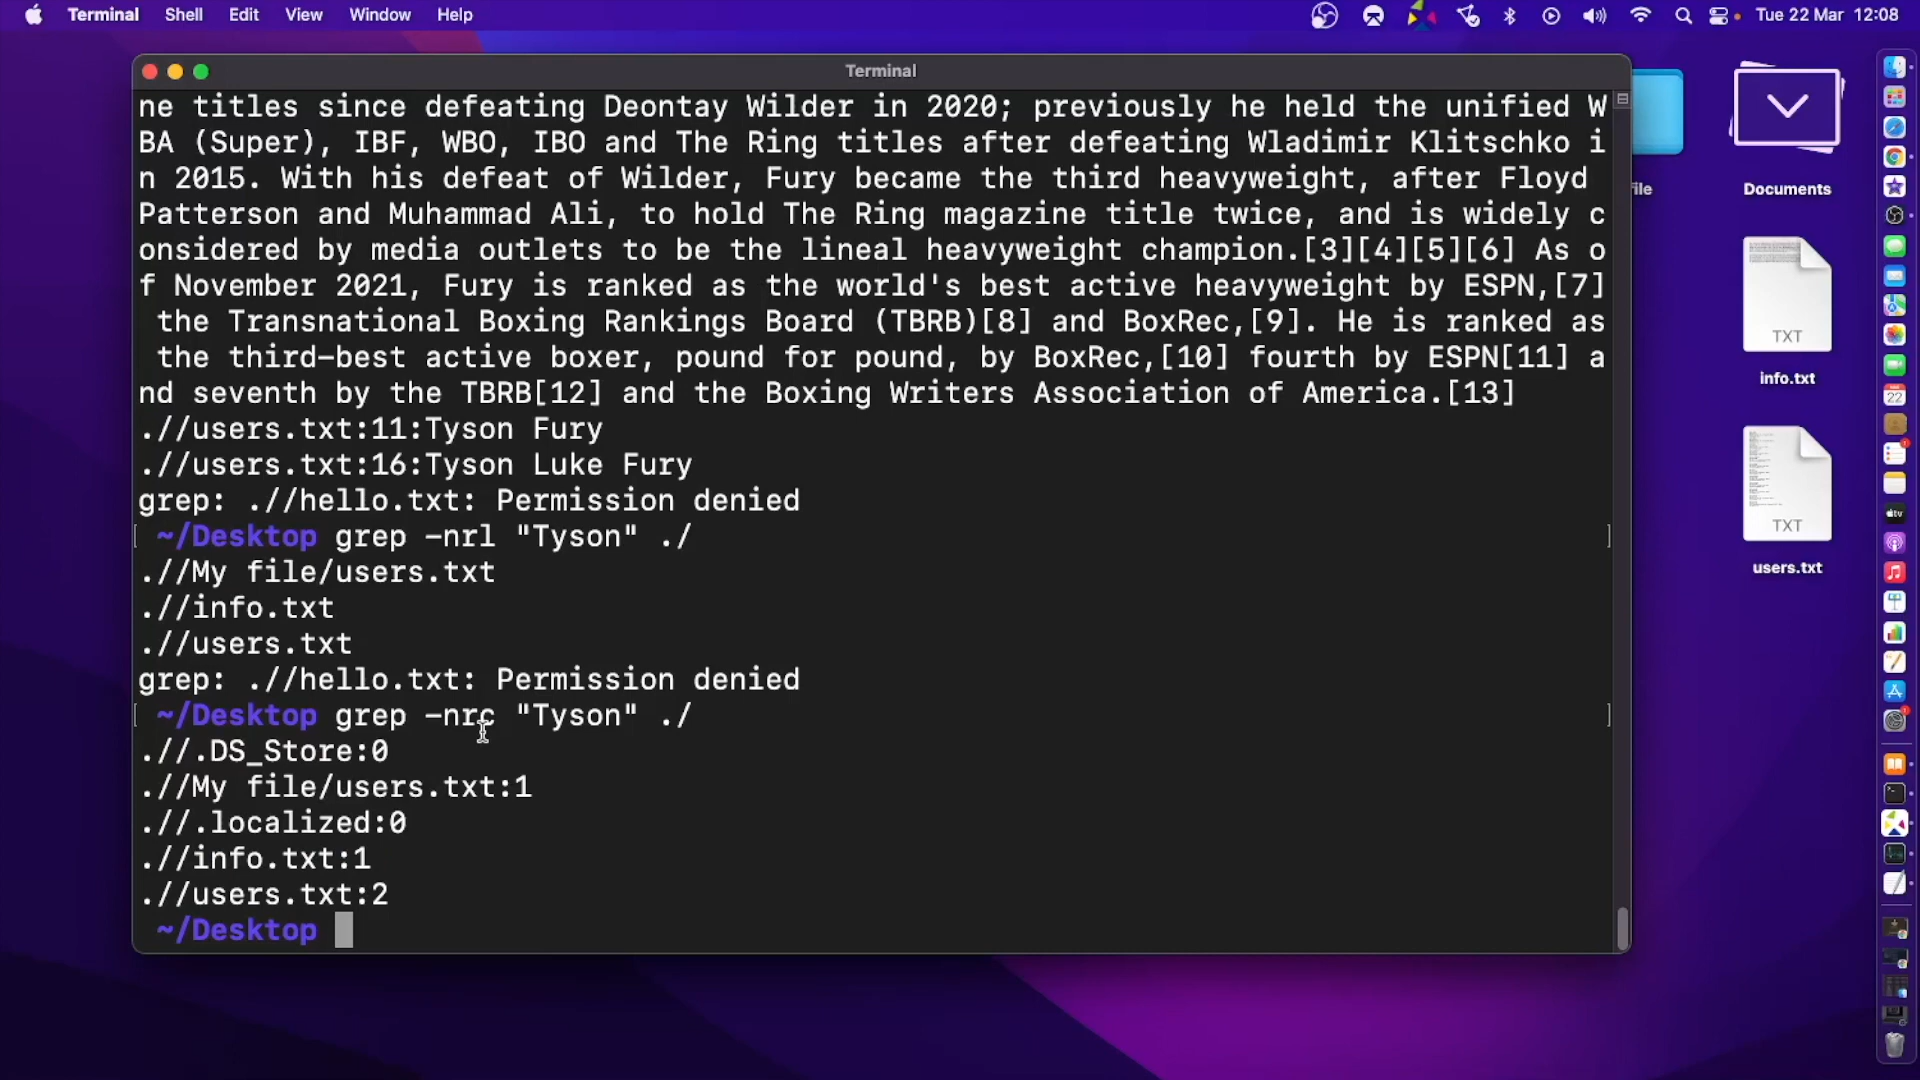 Terminal Shell Edit View Window Help Tue 22 Mar 12:08
Terminal
ne titles since defeating Deontay Wilder in 2020; previously he held the unified W
BA (Super), IBF, WBO, IBO and The Ring titles after defeating Wladimir Klitschko i
n 2015. With his defeat of Wilder, Fury became the third heavyweight, after Floyd
Patterson and Muhammad Ali, to hold The Ring magazine title twice, and is widely c
onsidered by media outlets to be the lineal heavyweight champion.[3][4][5][6] As o
f November 2021, Fury is ranked as the world's best active heavyweight by ESPN,[7]
the Transnational Boxing Rankings Board (TBRB)[8] and BoxRec,[9]. He is ranked as
the third-best active boxer, pound for pound, by BoxRec,[10] fourth by ESPN[11] a
nd seventh by the TBRB[12] and the Boxing Writers Association of America.[13]
.//users.txt:11:Tyson Fury
.//users.txt:16:Tyson Luke Fury
grep: .//hello.txt: Permission denied
[ ~/Desktop grep -nrl "Tyson" ./ ]
.//My file/users.txt
.//info.txt
.//users.txt
grep: .//hello.txt: Permission denied
[ ~/Desktop grep -nrc "Tyson" ./ ]
.//.DS_Store:0
.//My file/users.txt:1
.//.localized:0
.//info.txt:1
.//users.txt:2
~/Desktop
file
Documents
TXT
info.txt
TXT
users.txt